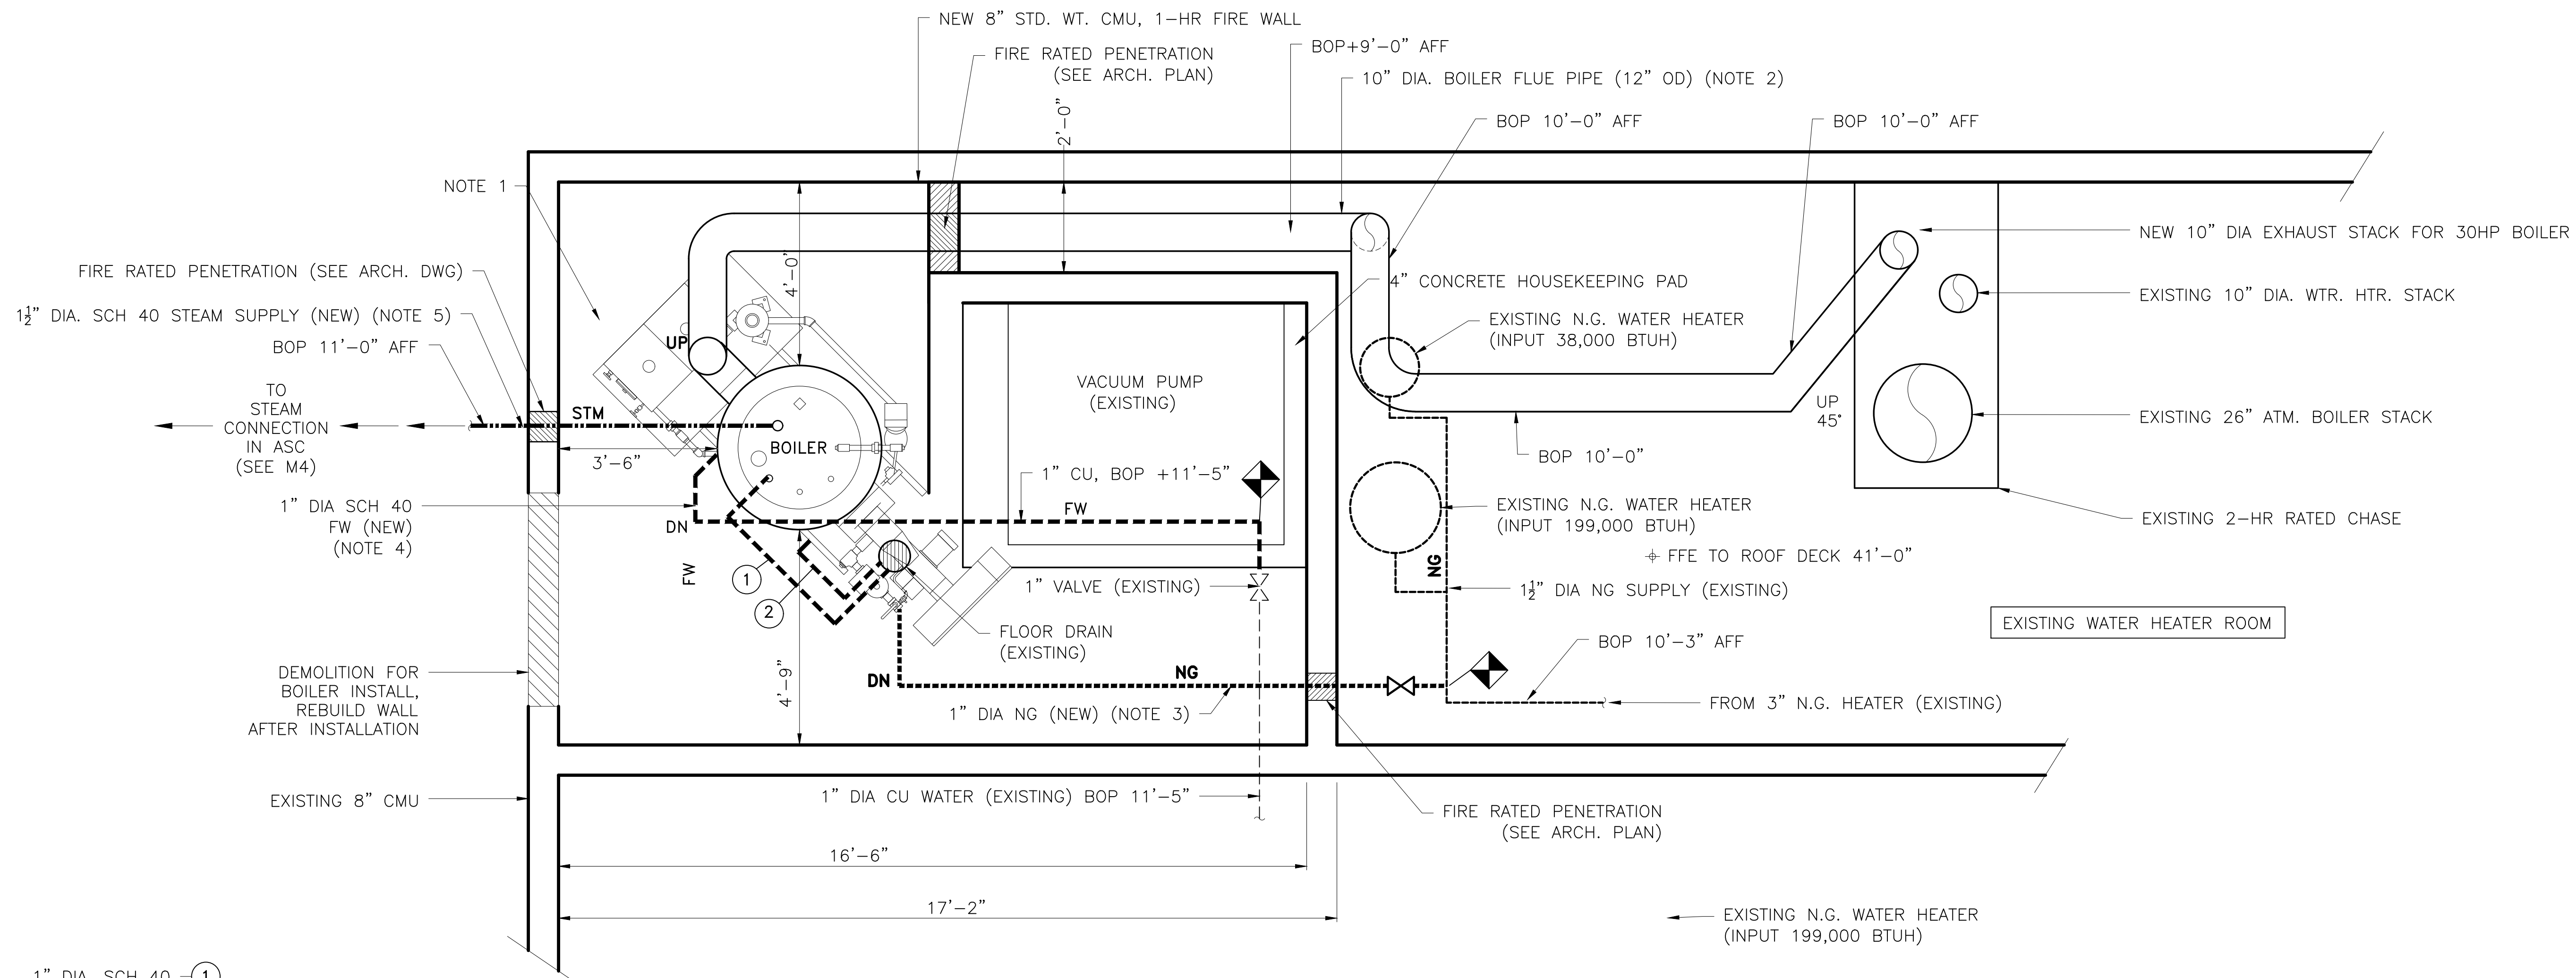 NEW 8” STD. WT. CMU, 1-HR FIRE WALL
FIRE RATED PENETRATION
(SEE ARCH. PLAN)
BOP+9’-0” AFF
10” DIA. BOILER FLUE PIPE (12” OD) (NOTE 2)
BOP 10’-0” AFF
BOP 10’-0” AFF
2’-0”
NOTE 1
NEW 10” DIA EXHAUST STACK FOR 30HP BOILER
FIRE RATED PENETRATION (SEE ARCH. DWG)
4’-0”
4” CONCRETE HOUSEKEEPING PAD
EXISTING 10” DIA. WTR. HTR. STACK
1½” DIA. SCH 40 STEAM SUPPLY (NEW) (NOTE 5)
EXISTING N.G. WATER HEATER
(INPUT 38,000 BTUH)
BOP 11’-0” AFF
UP
TO
STEAM
CONNECTION
IN ASC
(SEE M4)
STM
VACUUM PUMP
(EXISTING)
UP
45°
EXISTING 26” ATM. BOILER STACK
BOILER
3’-6”
BOP 10’-0”
1” CU, BOP +11’-5”
FW
1” DIA SCH 40
FW (NEW)
(NOTE 4)
DN
FW
EXISTING N.G. WATER HEATER
(INPUT 199,000 BTUH)
EXISTING 2-HR RATED CHASE
FFE TO ROOF DECK 41’-0”
NG
1
2
1” VALVE (EXISTING)
1½” DIA NG SUPPLY (EXISTING)
EXISTING WATER HEATER ROOM
FLOOR DRAIN
(EXISTING)
BOP 10’-3” AFF
DEMOLITION FOR
BOILER INSTALL,
REBUILD WALL
AFTER INSTALLATION
4’-9”
DN
NG
1” DIA NG (NEW) (NOTE 3)
FROM 3” N.G. HEATER (EXISTING)
EXISTING 8” CMU
1” DIA CU WATER (EXISTING) BOP 11’-5”
FIRE RATED PENETRATION
(SEE ARCH. PLAN)
16’-6”
17’-2”
EXISTING N.G. WATER HEATER
(INPUT 199,000 BTUH)
1” DIA. SCH 40 1